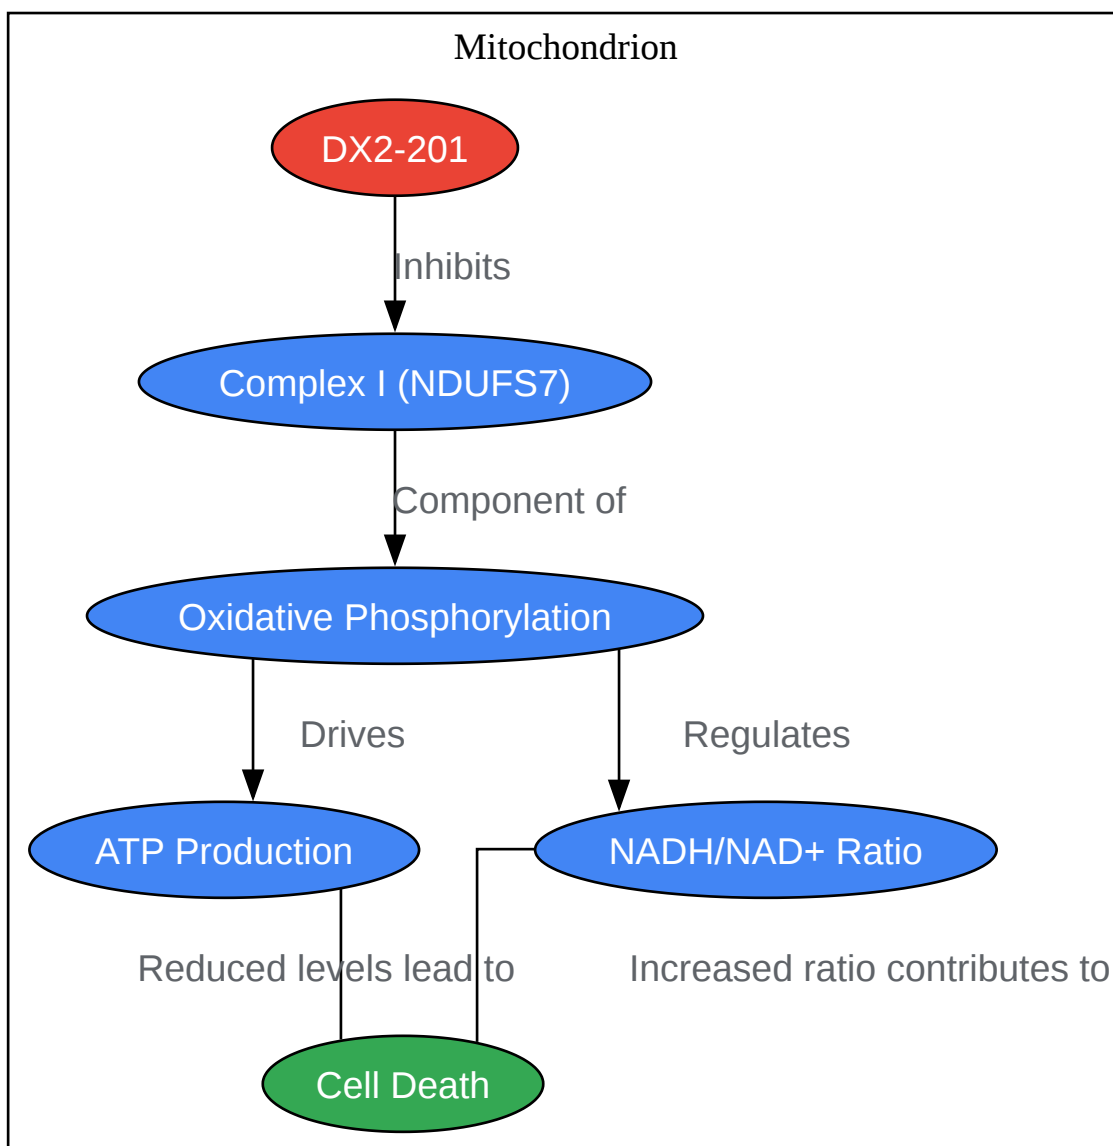 Mitochondrion
DX2-201
Inhibits
Complex I (NDUFS7)
Component of
Oxidative Phosphorylation
Drives
Regulates
ATP Production
NADH/NAD+ Ratio
Reduced levels lead to
Increased ratio contributes to
Cell Death